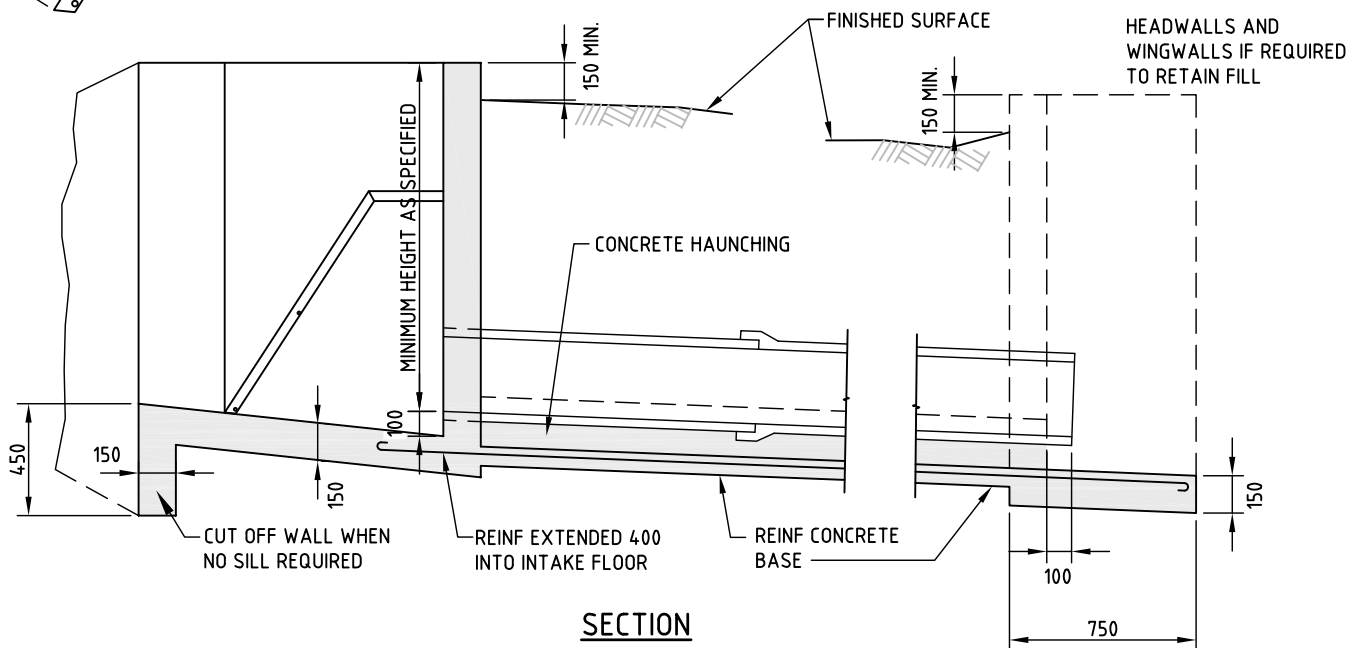 FINISHED SURFACE
HEADWALLS AND
WINGWALLS IF REQUIRED
TO RETAIN FILL
150 MIN.
150 MIN.
MINIMUM HEIGHT AS SPECIFIED
CONCRETE HAUNCHING
100
450
150
150
150
CUT OFF WALL WHEN
NO SILL REQUIRED
REINF EXTENDED 400
INTO INTAKE FLOOR
REINF CONCRETE
BASE
100
SECTION
750